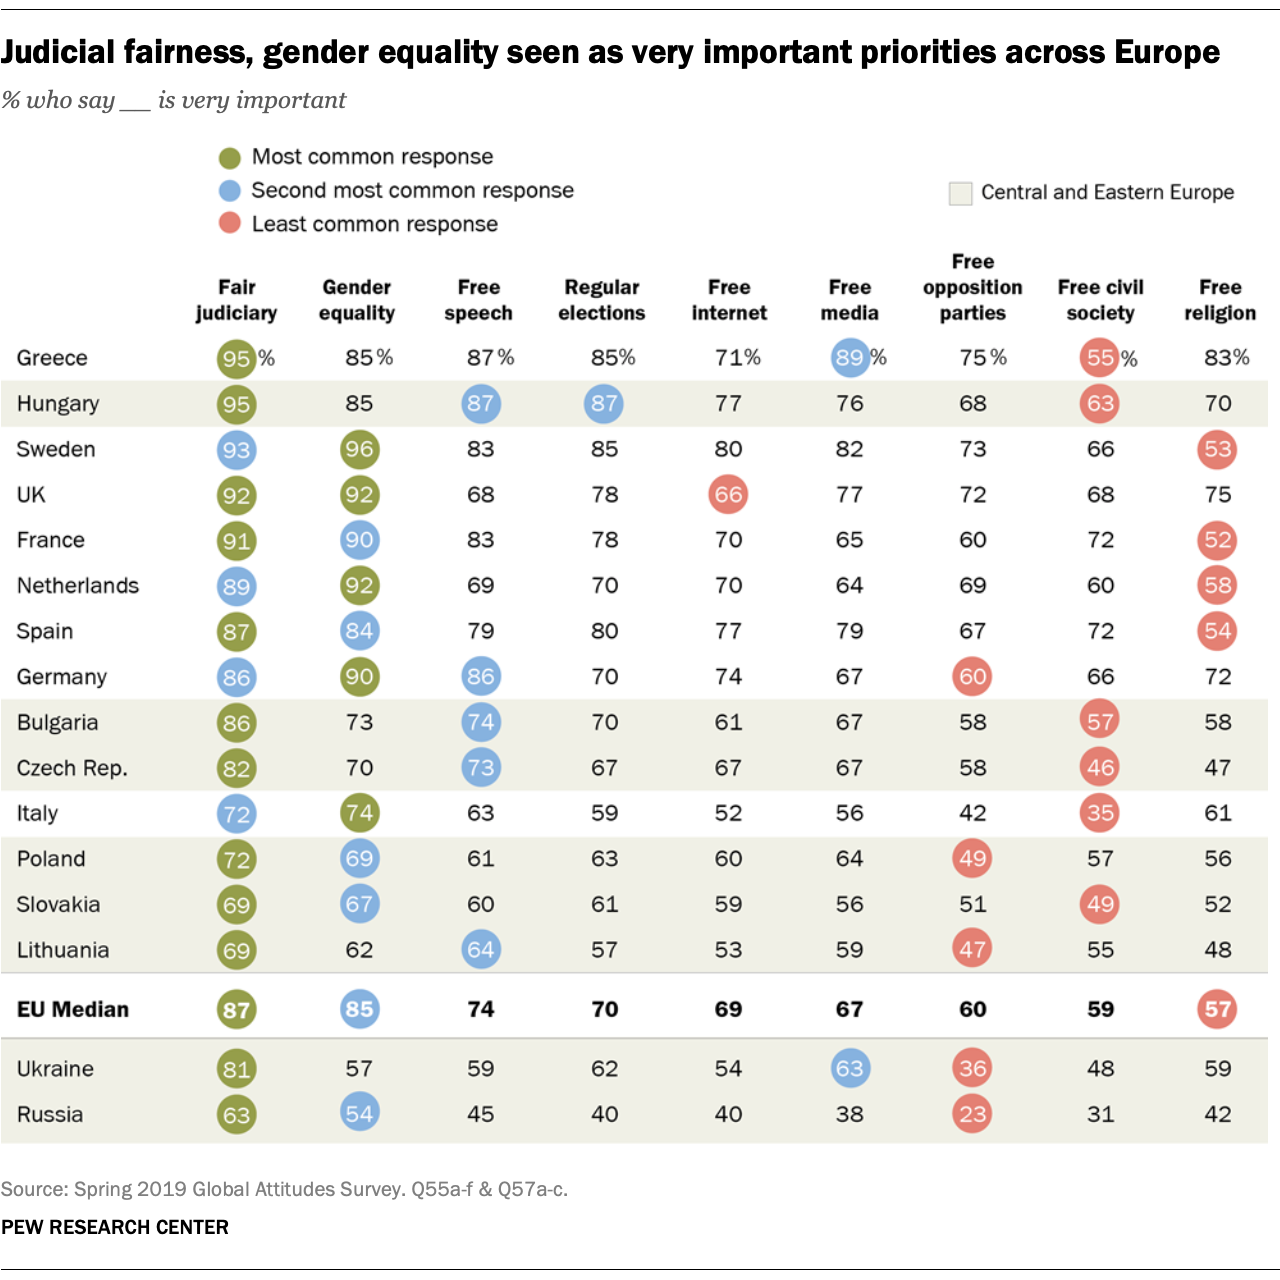 Judicial fairness, gender equality seen as very important priorities across Europe
% who say __ is very important
Most common response
Second most common response
Least common response
Central and Eastern Europe
Fair judiciary Gender equality Free speech Regular elections Free internet Free media Free opposition parties Free civil society Free religion
Greece 95% 85% 87% 85% 71% 89% 75% 55% 83%
Hungary 95 85 87 87 77 76 68 63 70
Sweden 93 96 83 85 80 82 73 66 53
UK 92 92 68 78 66 77 72 68 75
France 91 90 83 78 70 65 60 72 52
Netherlands 89 92 69 70 70 64 69 60 58
Spain 87 84 79 80 77 79 67 72 54
Germany 86 90 86 70 74 67 60 66 72
Bulgaria 86 73 74 70 61 67 58 57 58
Czech Rep. 82 70 73 67 67 67 58 46 47
Italy 72 74 63 59 52 56 42 35 61
Poland 72 69 61 63 60 64 49 57 56
Slovakia 69 67 60 61 59 56 51 49 52
Lithuania 69 62 64 57 53 59 47 55 48
EU Median 87 85 74 70 69 67 60 59 57
Ukraine 81 57 59 62 54 63 36 48 59
Russia 63 54 45 40 40 38 23 31 42
Source: Spring 2019 Global Attitudes Survey. Q55a-f & Q57a-c.
PEW RESEARCH CENTER